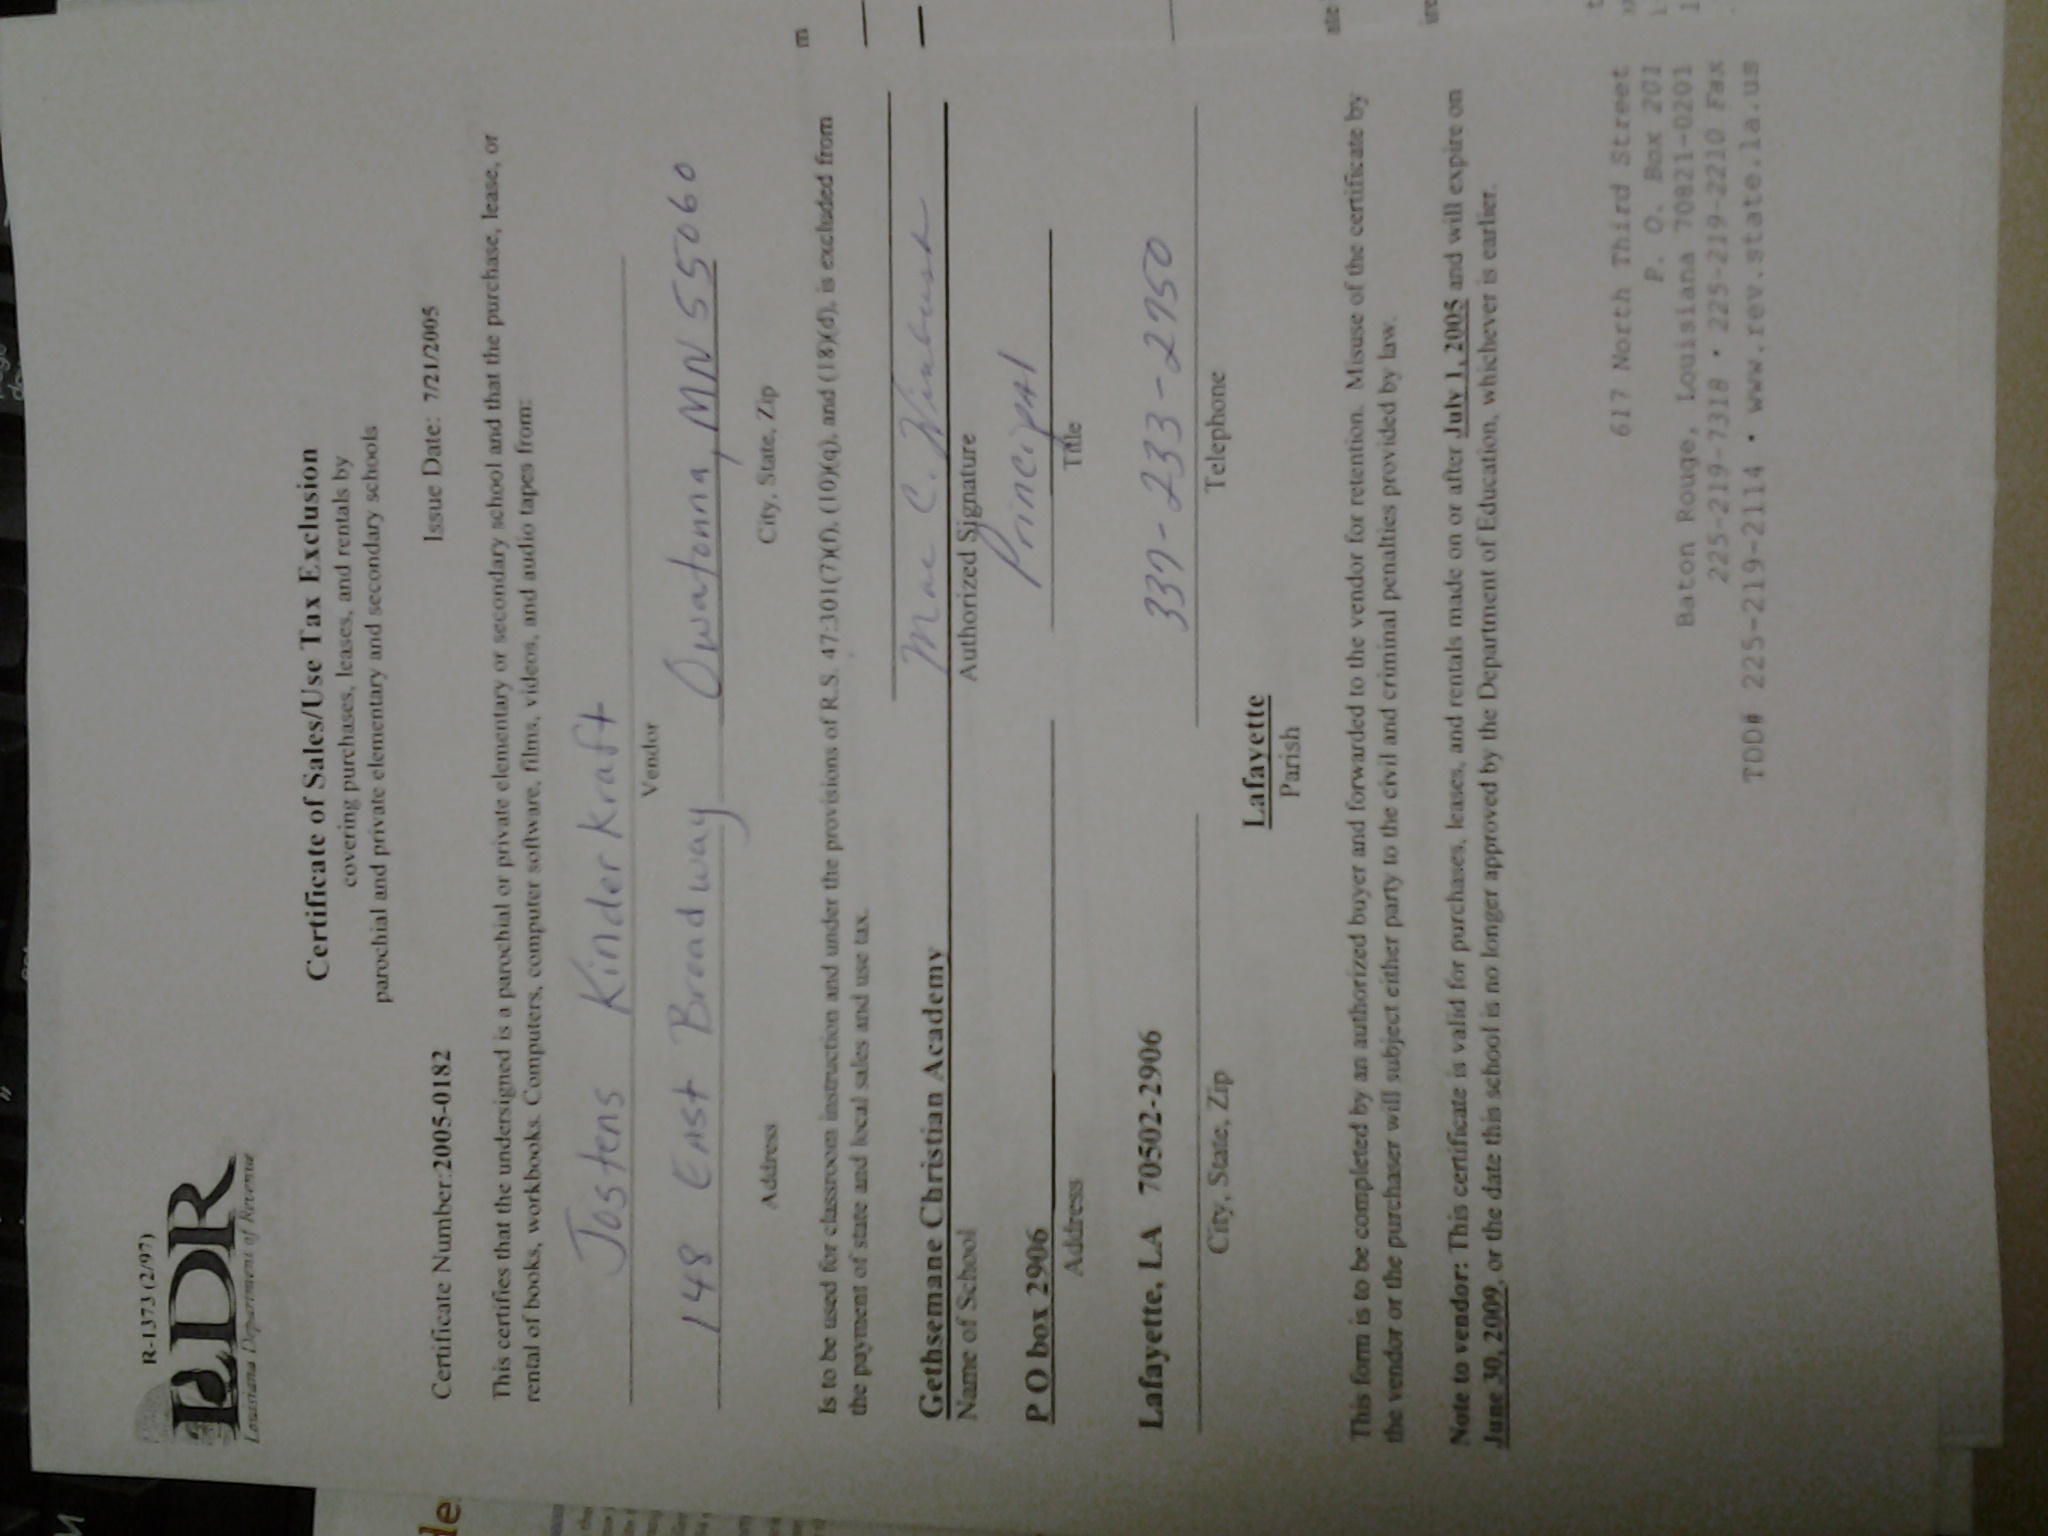 R-1373 (2/97)
LDR
Louisiana Department of Revenue
Certificate of Sales/Use Tax Exclusion
covering purchases, leases, and rentals by
parochial and private elementary and secondary schools
Certificate Number:2005-0182 Issue Date: 7/21/2005
This certifies that the undersigned is a parochial or private elementary or secondary school and that the purchase, lease, or
rental of books, workbooks. Computers, computer software, films, videos, and audio tapes from:
Jostens Kinderkraft
Vendor
148 East Broadway Owatonna, MN 55060
Address City, State, Zip
Is to be used for classroom instruction and under the provisions of R.S. 47:301(7)(f), (10)(q), and (18)(d), is excluded from
the payment of state and local sales and use tax.
Gethsemane Christian Academy Mac C. Winbush
Name of School Authorized Signature
P O box 2906 Principal
Address Title
Lafayette, LA 70502-2906 337-233-2750
City, State, Zip Telephone
Lafayette
Parish
This form is to be completed by an authorized buyer and forwarded to the vendor for retention. Misuse of the certificate by
the vendor or the purchaser will subject either party to the civil and criminal penalties provided by law.
Note to vendor: This certificate is valid for purchases, leases, and rentals made on or after July 1, 2005 and will expire on
June 30, 2009, or the date this school is no longer approved by the Department of Education, whichever is earlier.
617 North Third Street
P. O. Box 201
Baton Rouge, Louisiana 70821-0201
225-219-7318 • 225-219-2210 Fax
TDD# 225-219-2114 • www.rev.state.la.us